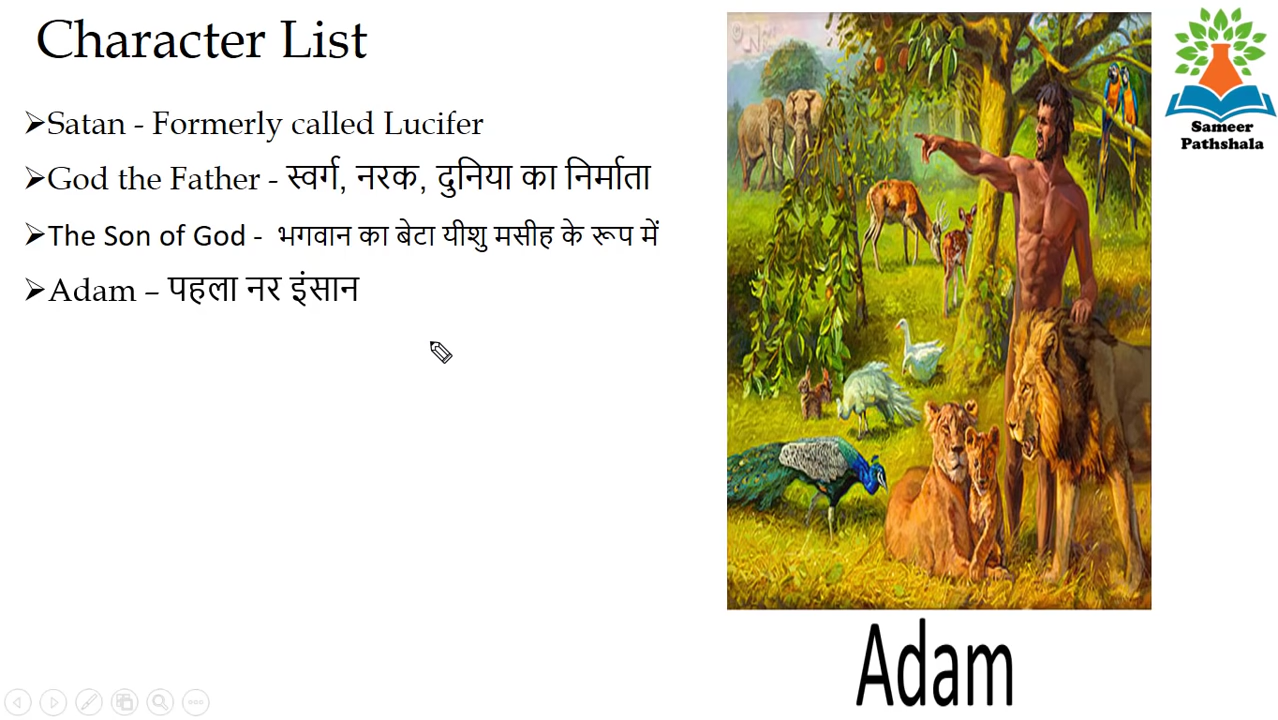 Character List
➢Satan - Formerly called Lucifer
➢God the Father - स्वर्ग, नरक, दुनिया का निर्माता
➢The Son of God - भगवान का बेटा यीशु मसीह के रूप में
➢Adam – पहला नर इंसान
Sameer
Pathshala
Adam